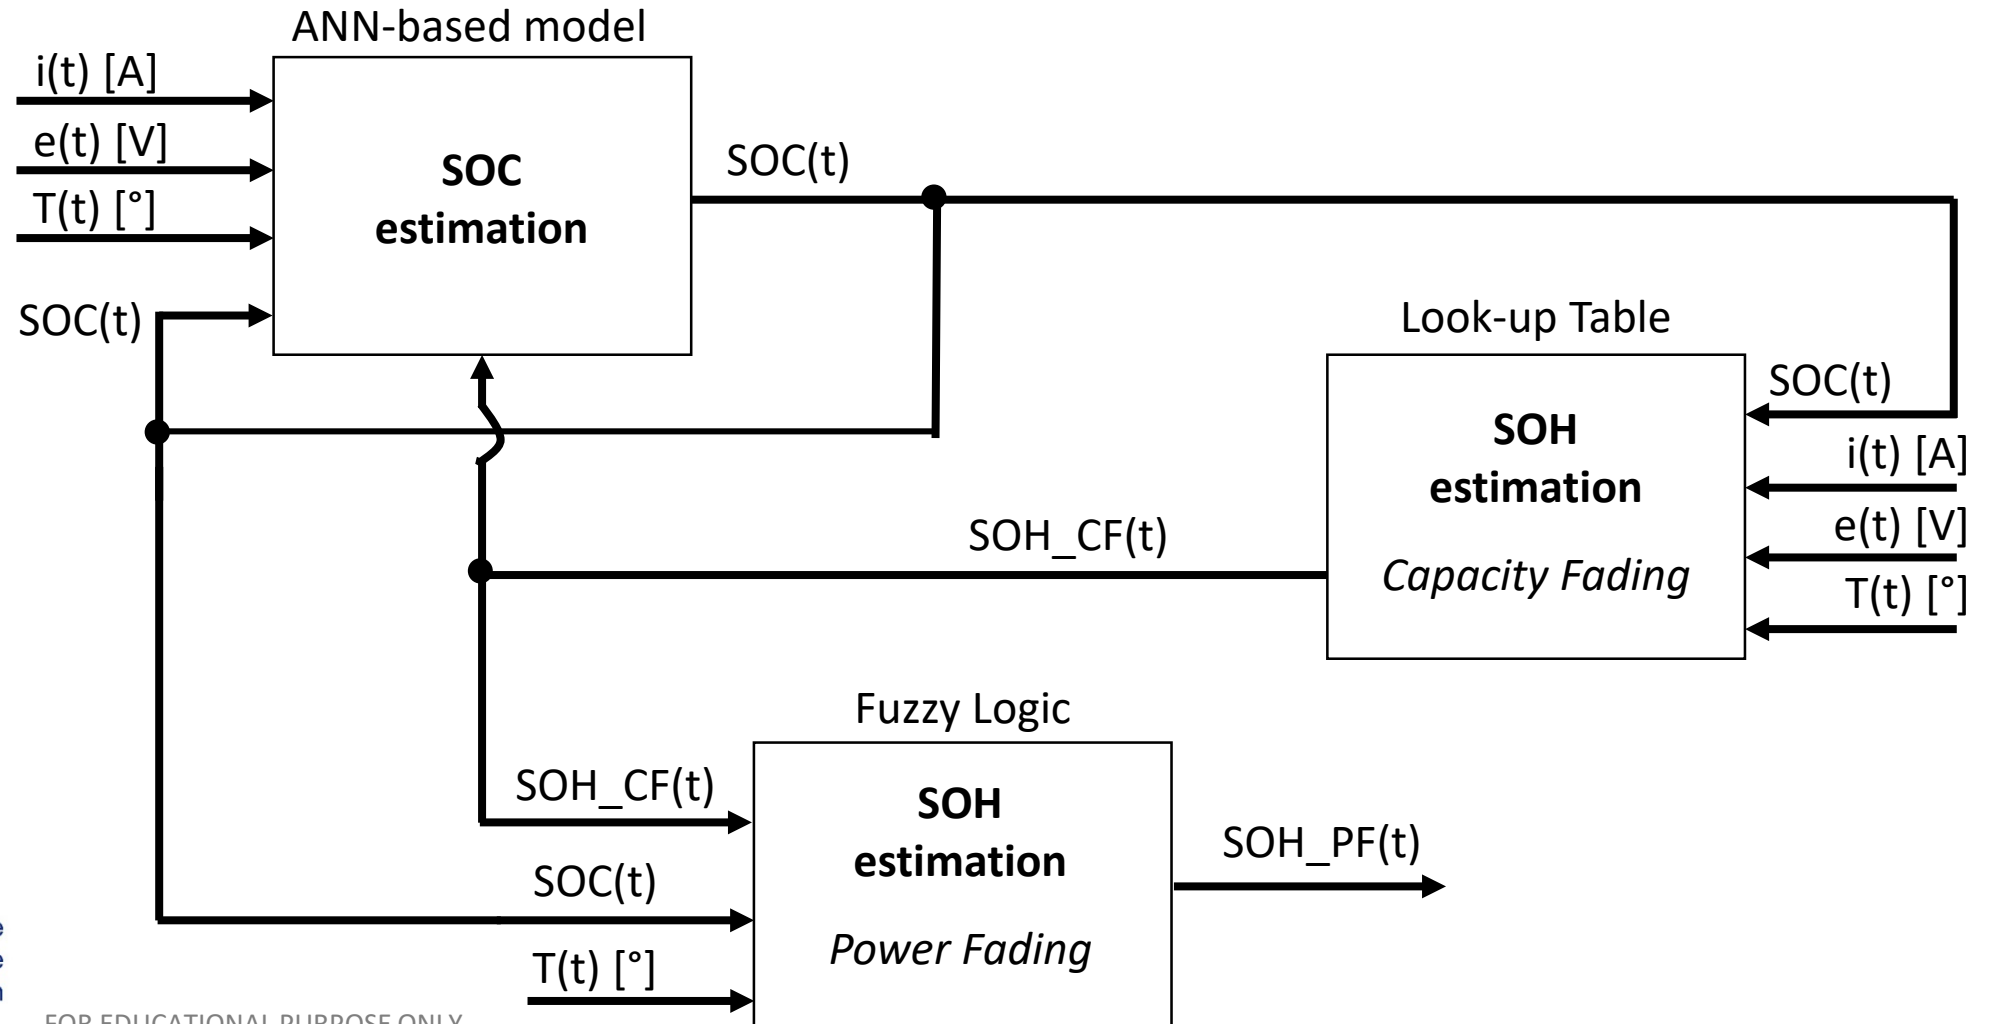 ANN-based model
i(t) [A]
e(t) [V]
T(t) [°]
SOC(t)
SOC
estimation
SOC(t)
Look-up Table
SOC(t)
i(t) [A]
e(t) [V]
T(t) [°]
SOH
estimation
Capacity Fading
SOH_CF(t)
Fuzzy Logic
SOH_CF(t)
SOC(t)
T(t) [°]
SOH
estimation
Power Fading
SOH_PF(t)
FOR EDUCATIONAL PURPOSE ONLY